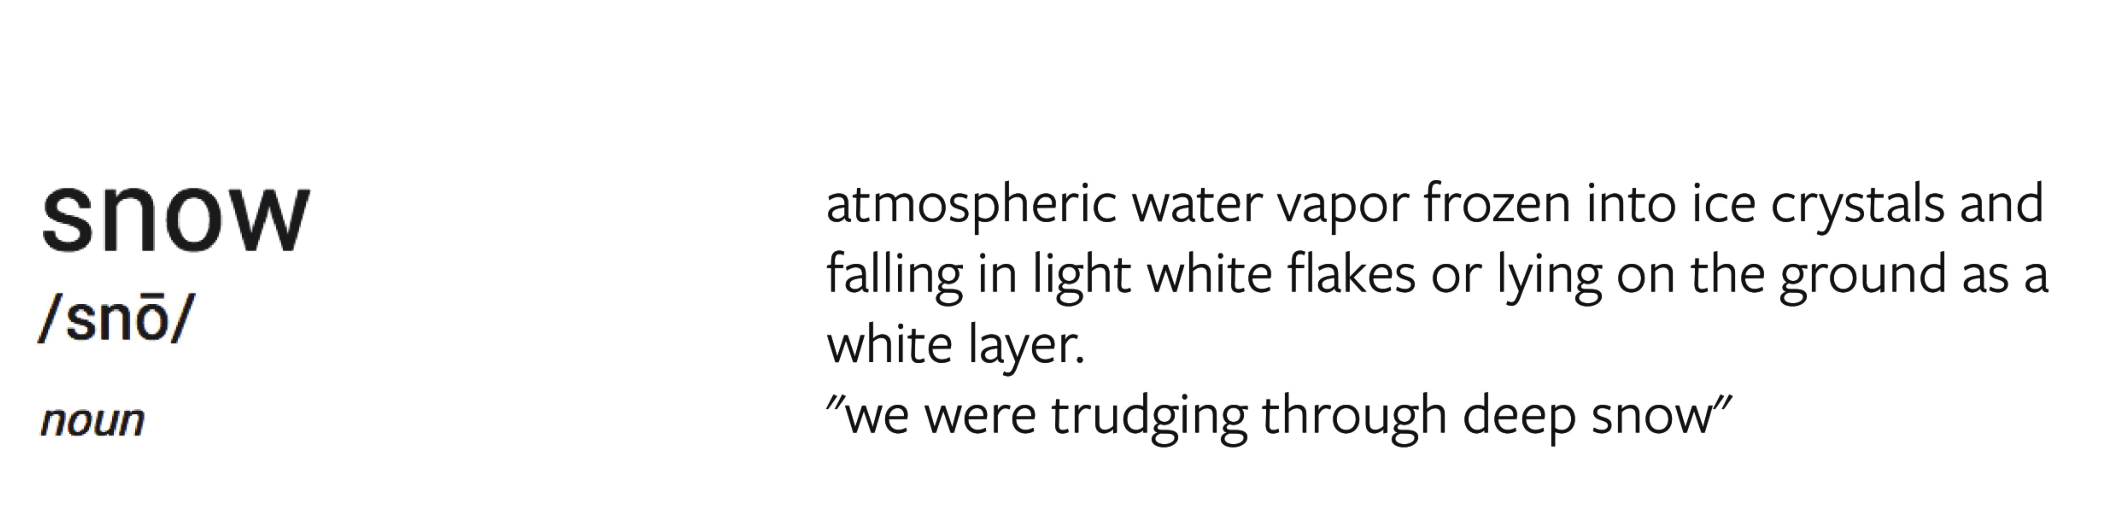 snow
/snō/
noun
atmospheric water vapor frozen into ice crystals and
falling in light white flakes or lying on the ground as a
white layer.
"we were trudging through deep snow"